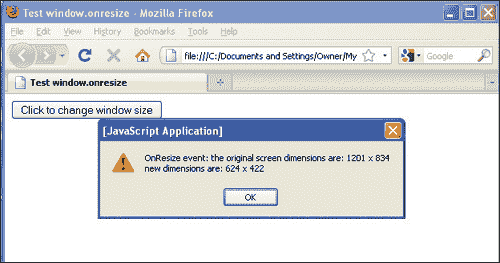 Test window.onresize - Mozilla Firefox
File Edit View History Bookmarks Tools Help
file:///C:/Documents and Settings/Owner/My
Google
Test window.onresize
Click to change window size
[JavaScript Application]
OnResize event: the original screen dimensions are: 1201 x 834
new dimensions are: 624 x 422
OK